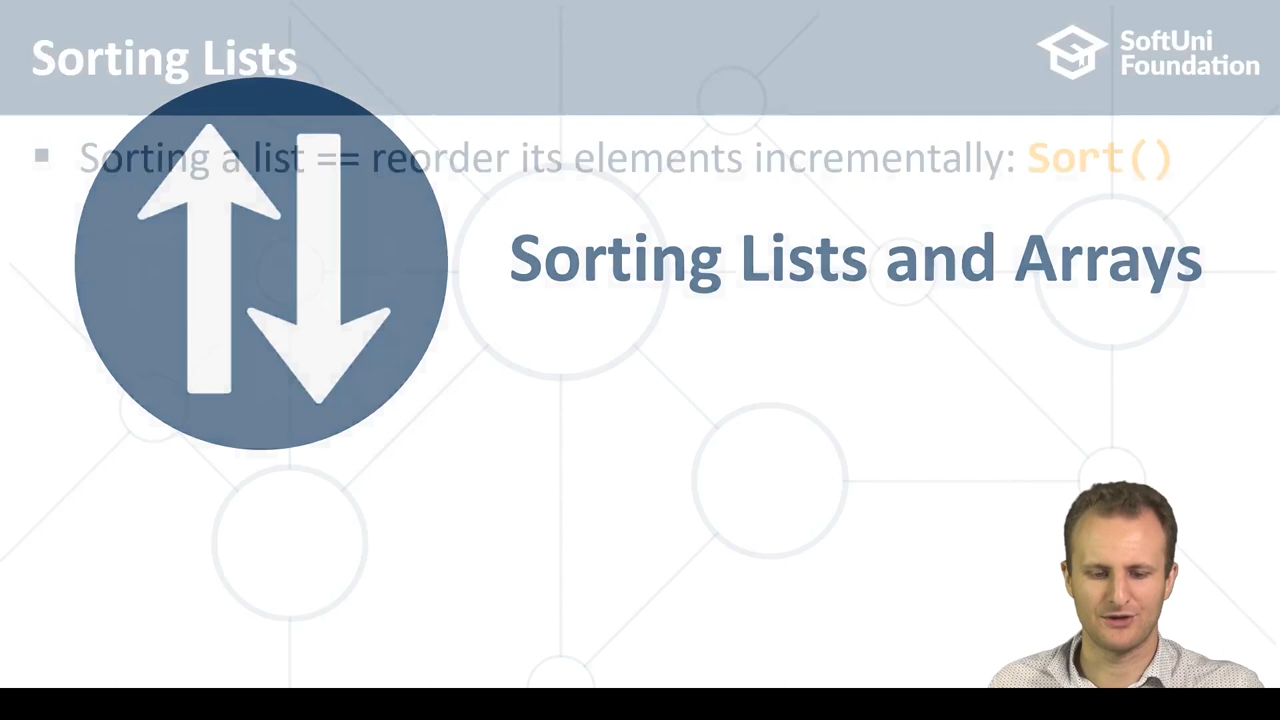 Sorting Lists
SoftUni
Foundation
Sorting a list == reorder its elements incrementally: Sort()
Sorting Lists and Arrays